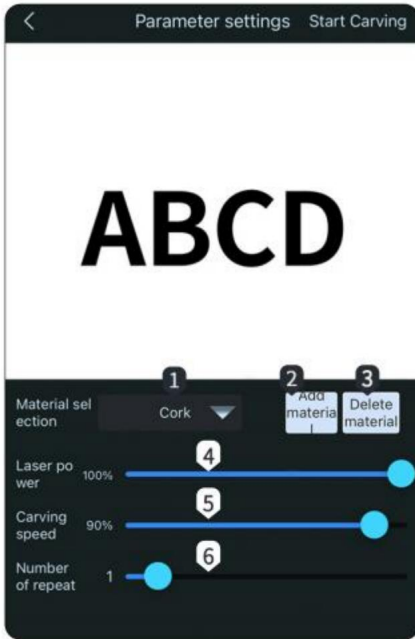 Parameter settings Start Carving
ABCD
1 2 3
Material sel
ection
Cork
Add
materia
l
Delete
material
4
Laser po
wer
100%
5
Carving
speed
90%
6
Number
of repeat
1